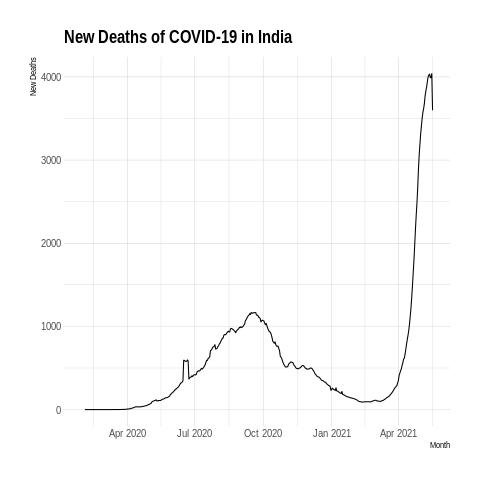 New Deaths of COVID-19 in India
New Deaths
4000
3000
2000
1000
0
Apr 2020 Jul 2020 Oct 2020 Jan 2021 Apr 2021
Month